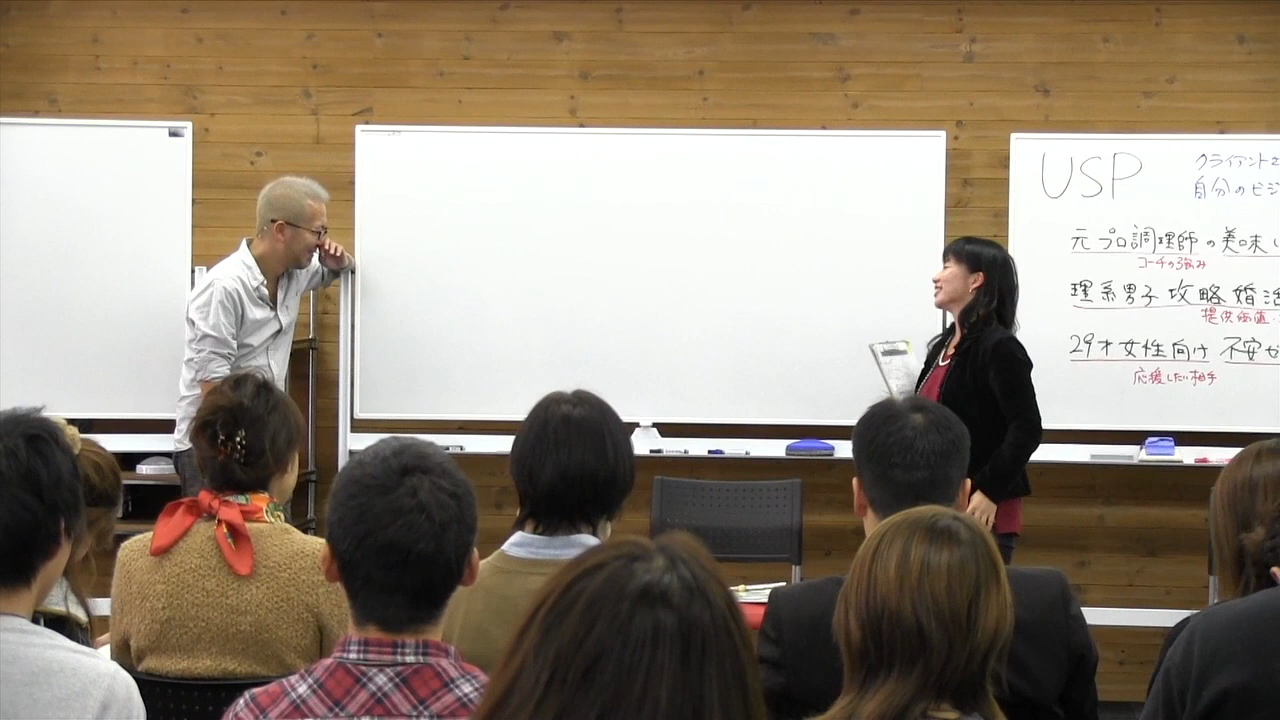 USP
クライアントと
自分のビジ
元プロ調理師の美味し
コーチの強み
理系男子攻略婚活
提供価値・
29才女性向け 不安ゼ
応援したい相手